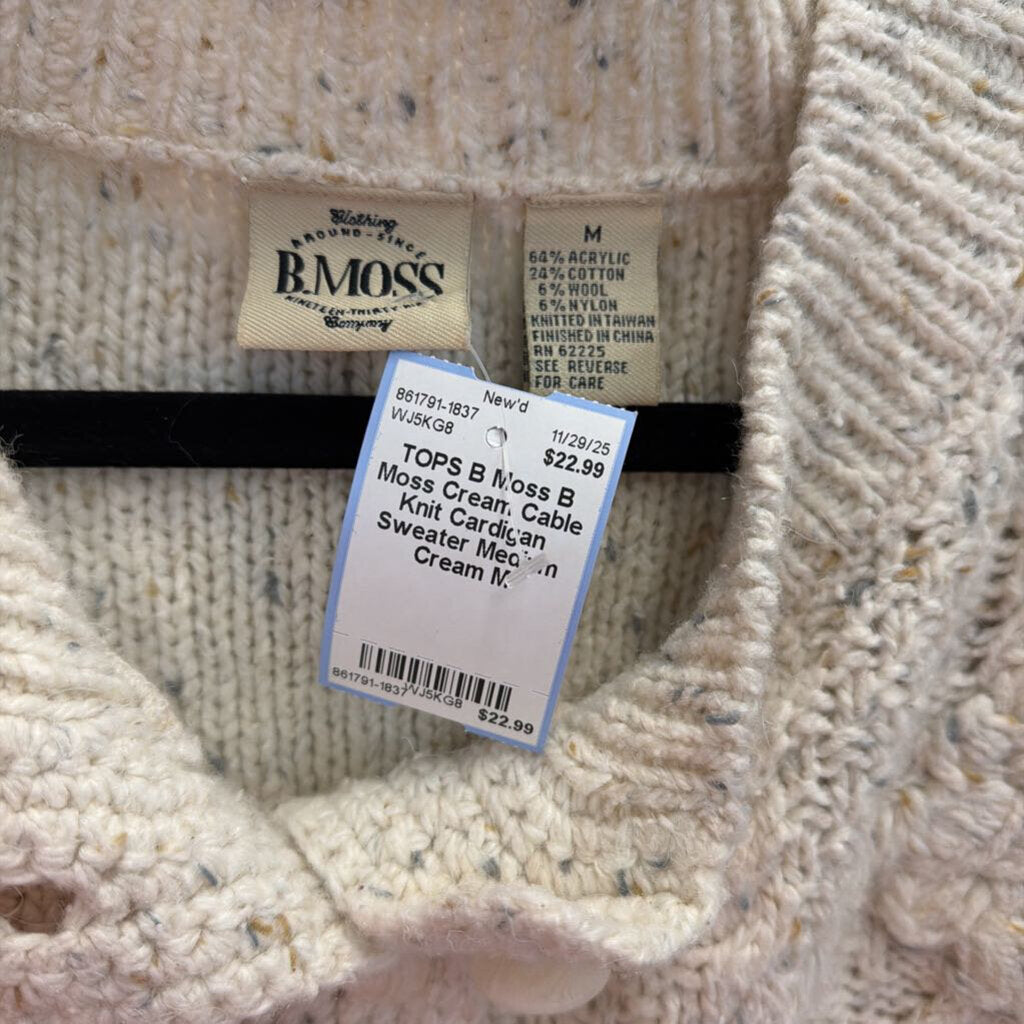 Clothing
AROUND-SINCE
B.MOSS
NINETEEN-THIRTY
M
64% ACRYLIC
24% COTTON
6% WOOL
6% NYLON
KNITTED IN TAIWAN
FINISHED IN CHINA
RN 62225
SEE REVERSE
FOR CARE
New'd
861791-1837
WJ5KG8
11/29/25
$22.99
TOPS B Moss B
Moss Cream Cable
Knit Cardigan
Sweater Medium
Cream M
861791-1837
WJ5KG8
$22.99